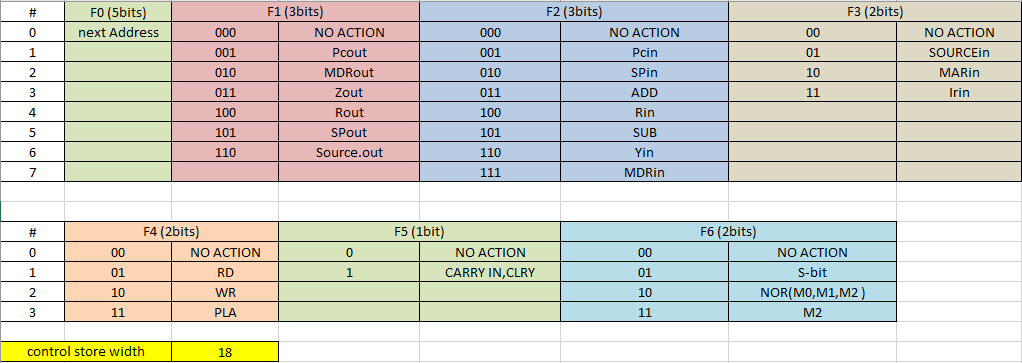 # F0 (5bits) F1 (3bits) F2 (3bits) F3 (2bits)
0 next Address 000 NO ACTION 000 NO ACTION 00 NO ACTION
1 001 Pcout 001 Pcin 01 SOURCEin
2 010 MDRout 010 SPin 10 MARin
3 011 Zout 011 ADD 11 Irin
4 100 Rout 100 Rin
5 101 SPout 101 SUB
6 110 Source.out 110 Yin
7 111 MDRin
# F4 (2bits) F5 (1bit) F6 (2bits)
0 00 NO ACTION 0 NO ACTION 00 NO ACTION
1 01 RD 1 CARRY IN,CLRY 01 S-bit
2 10 WR 10 NOR(M0,M1,M2 )
3 11 PLA 11 M2
control store width 18